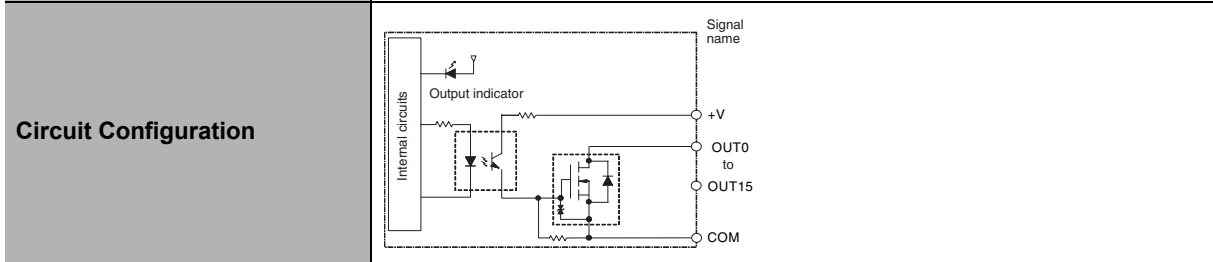 Circuit Configuration
Signal
name
Output indicator
Internal circuits
+V
OUT0
to
OUT15
COM